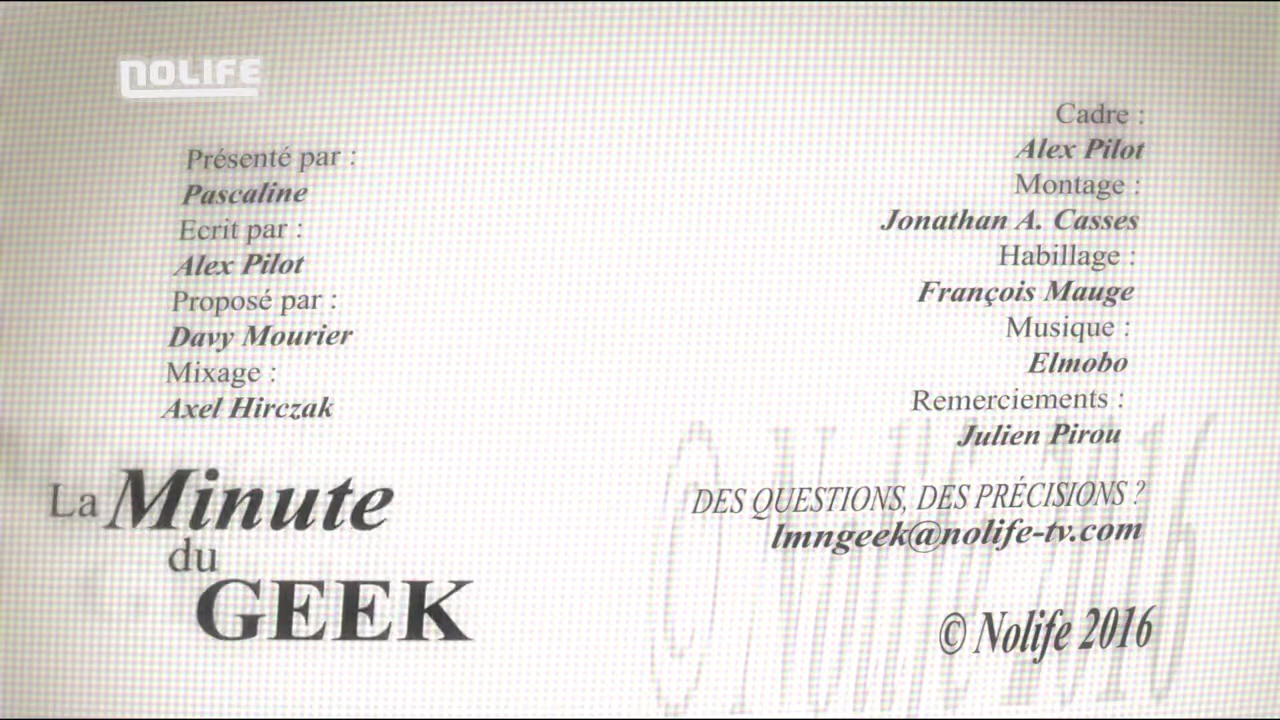 NOLIFE
Présenté par :
Pascaline
Ecrit par :
Alex Pilot
Proposé par :
Davy Mourier
Mixage :
Axel Hirczak
La Minute
du
GEEK
Cadre :
Alex Pilot
Montage :
Jonathan A. Casses
Habillage :
François Mauge
Musique :
Elmobo
Remerciements :
Julien Pirou
DES QUESTIONS, DES PRÉCISIONS ?
lmngeek@nolife-tv.com
© Nolife 2016
© Nolife 2016